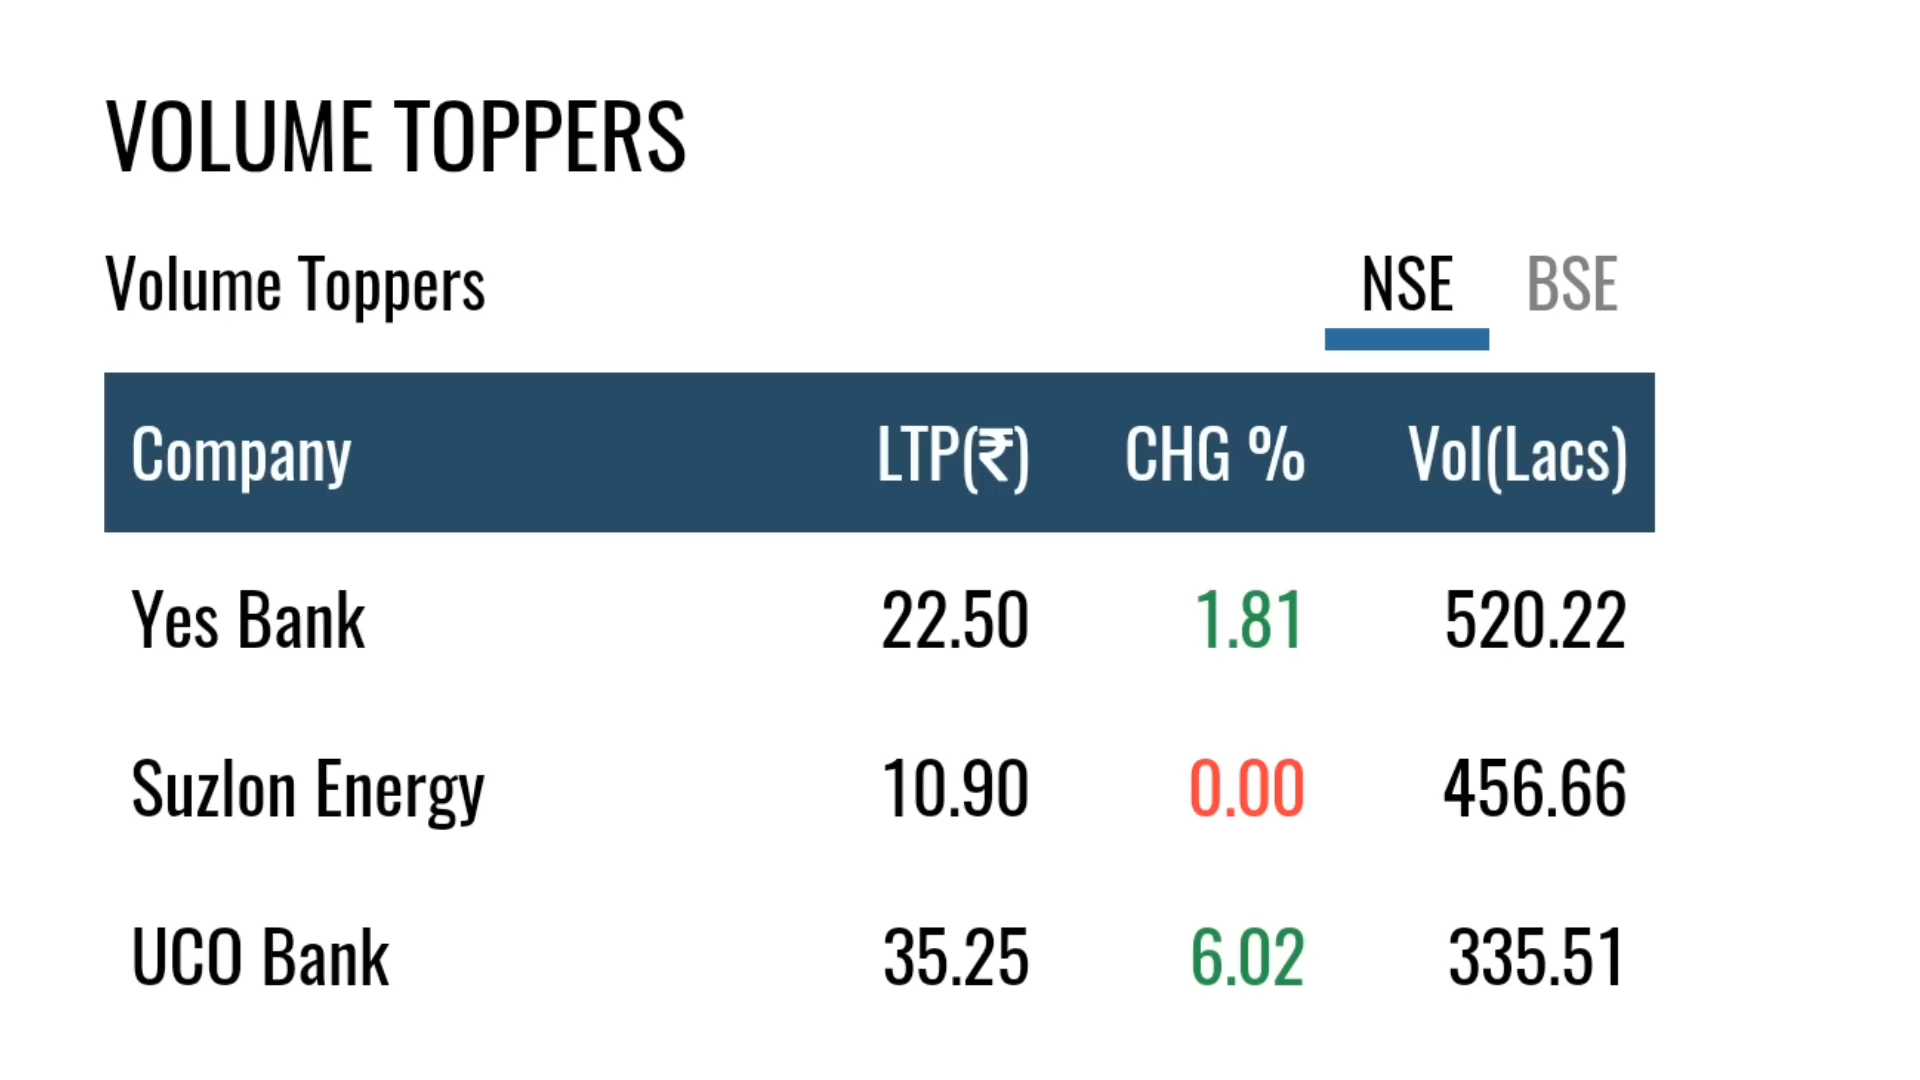 VOLUME TOPPERS
Volume Toppers NSE BSE
Company LTP(₹) CHG % Vol(Lacs)
Yes Bank 22.50 1.81 520.22
Suzlon Energy 10.90 0.00 456.66
UCO Bank 35.25 6.02 335.51